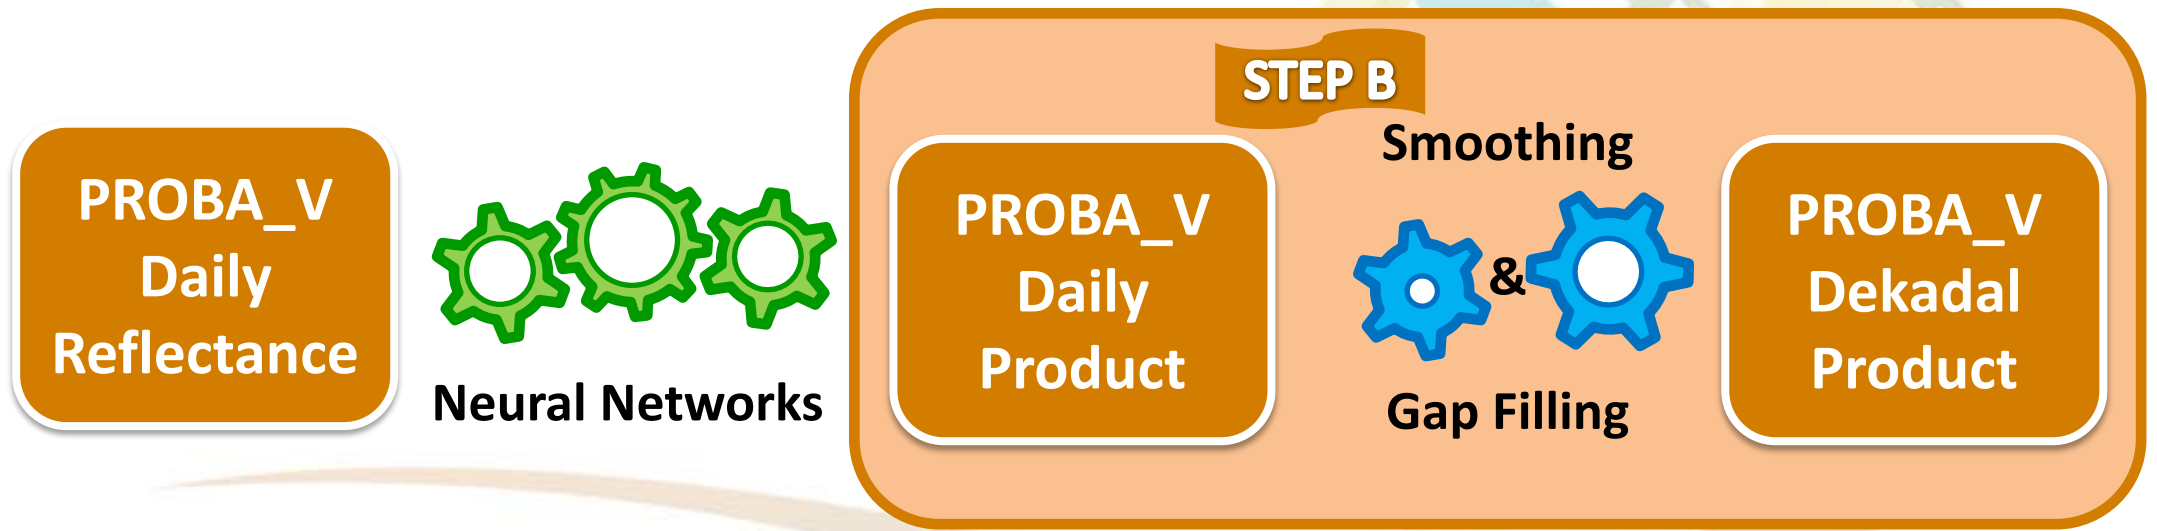 PROBA_V
Daily
Reflectance
Neural Networks
STEP B
PROBA_V
Daily
Product
Smoothing
&
Gap Filling
PROBA_V
Dekadal
Product